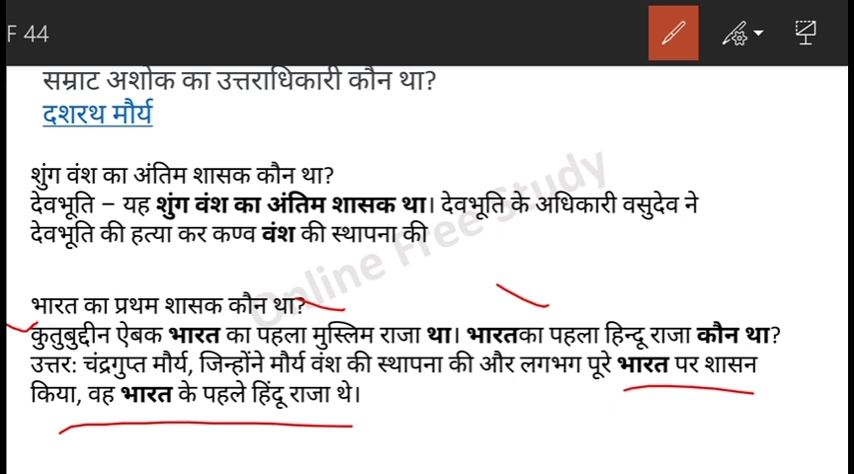 F 44
सम्राट अशोक का उत्तराधिकारी कौन था?
दशरथ मौर्य
शुंग वंश का अंतिम शासक कौन था?
देवभूति – यह शुंग वंश का अंतिम शासक था। देवभूति के अधिकारी वसुदेव ने
देवभूति की हत्या कर कण्व वंश की स्थापना की
Online Free Study
भारत का प्रथम शासक कौन था?
कुतुबुद्दीन ऐबक भारत का पहला मुस्लिम राजा था। भारतका पहला हिन्दू राजा कौन था?
उत्तर: चंद्रगुप्त मौर्य, जिन्होंने मौर्य वंश की स्थापना की और लगभग पूरे भारत पर शासन
किया, वह भारत के पहले हिंदू राजा थे।